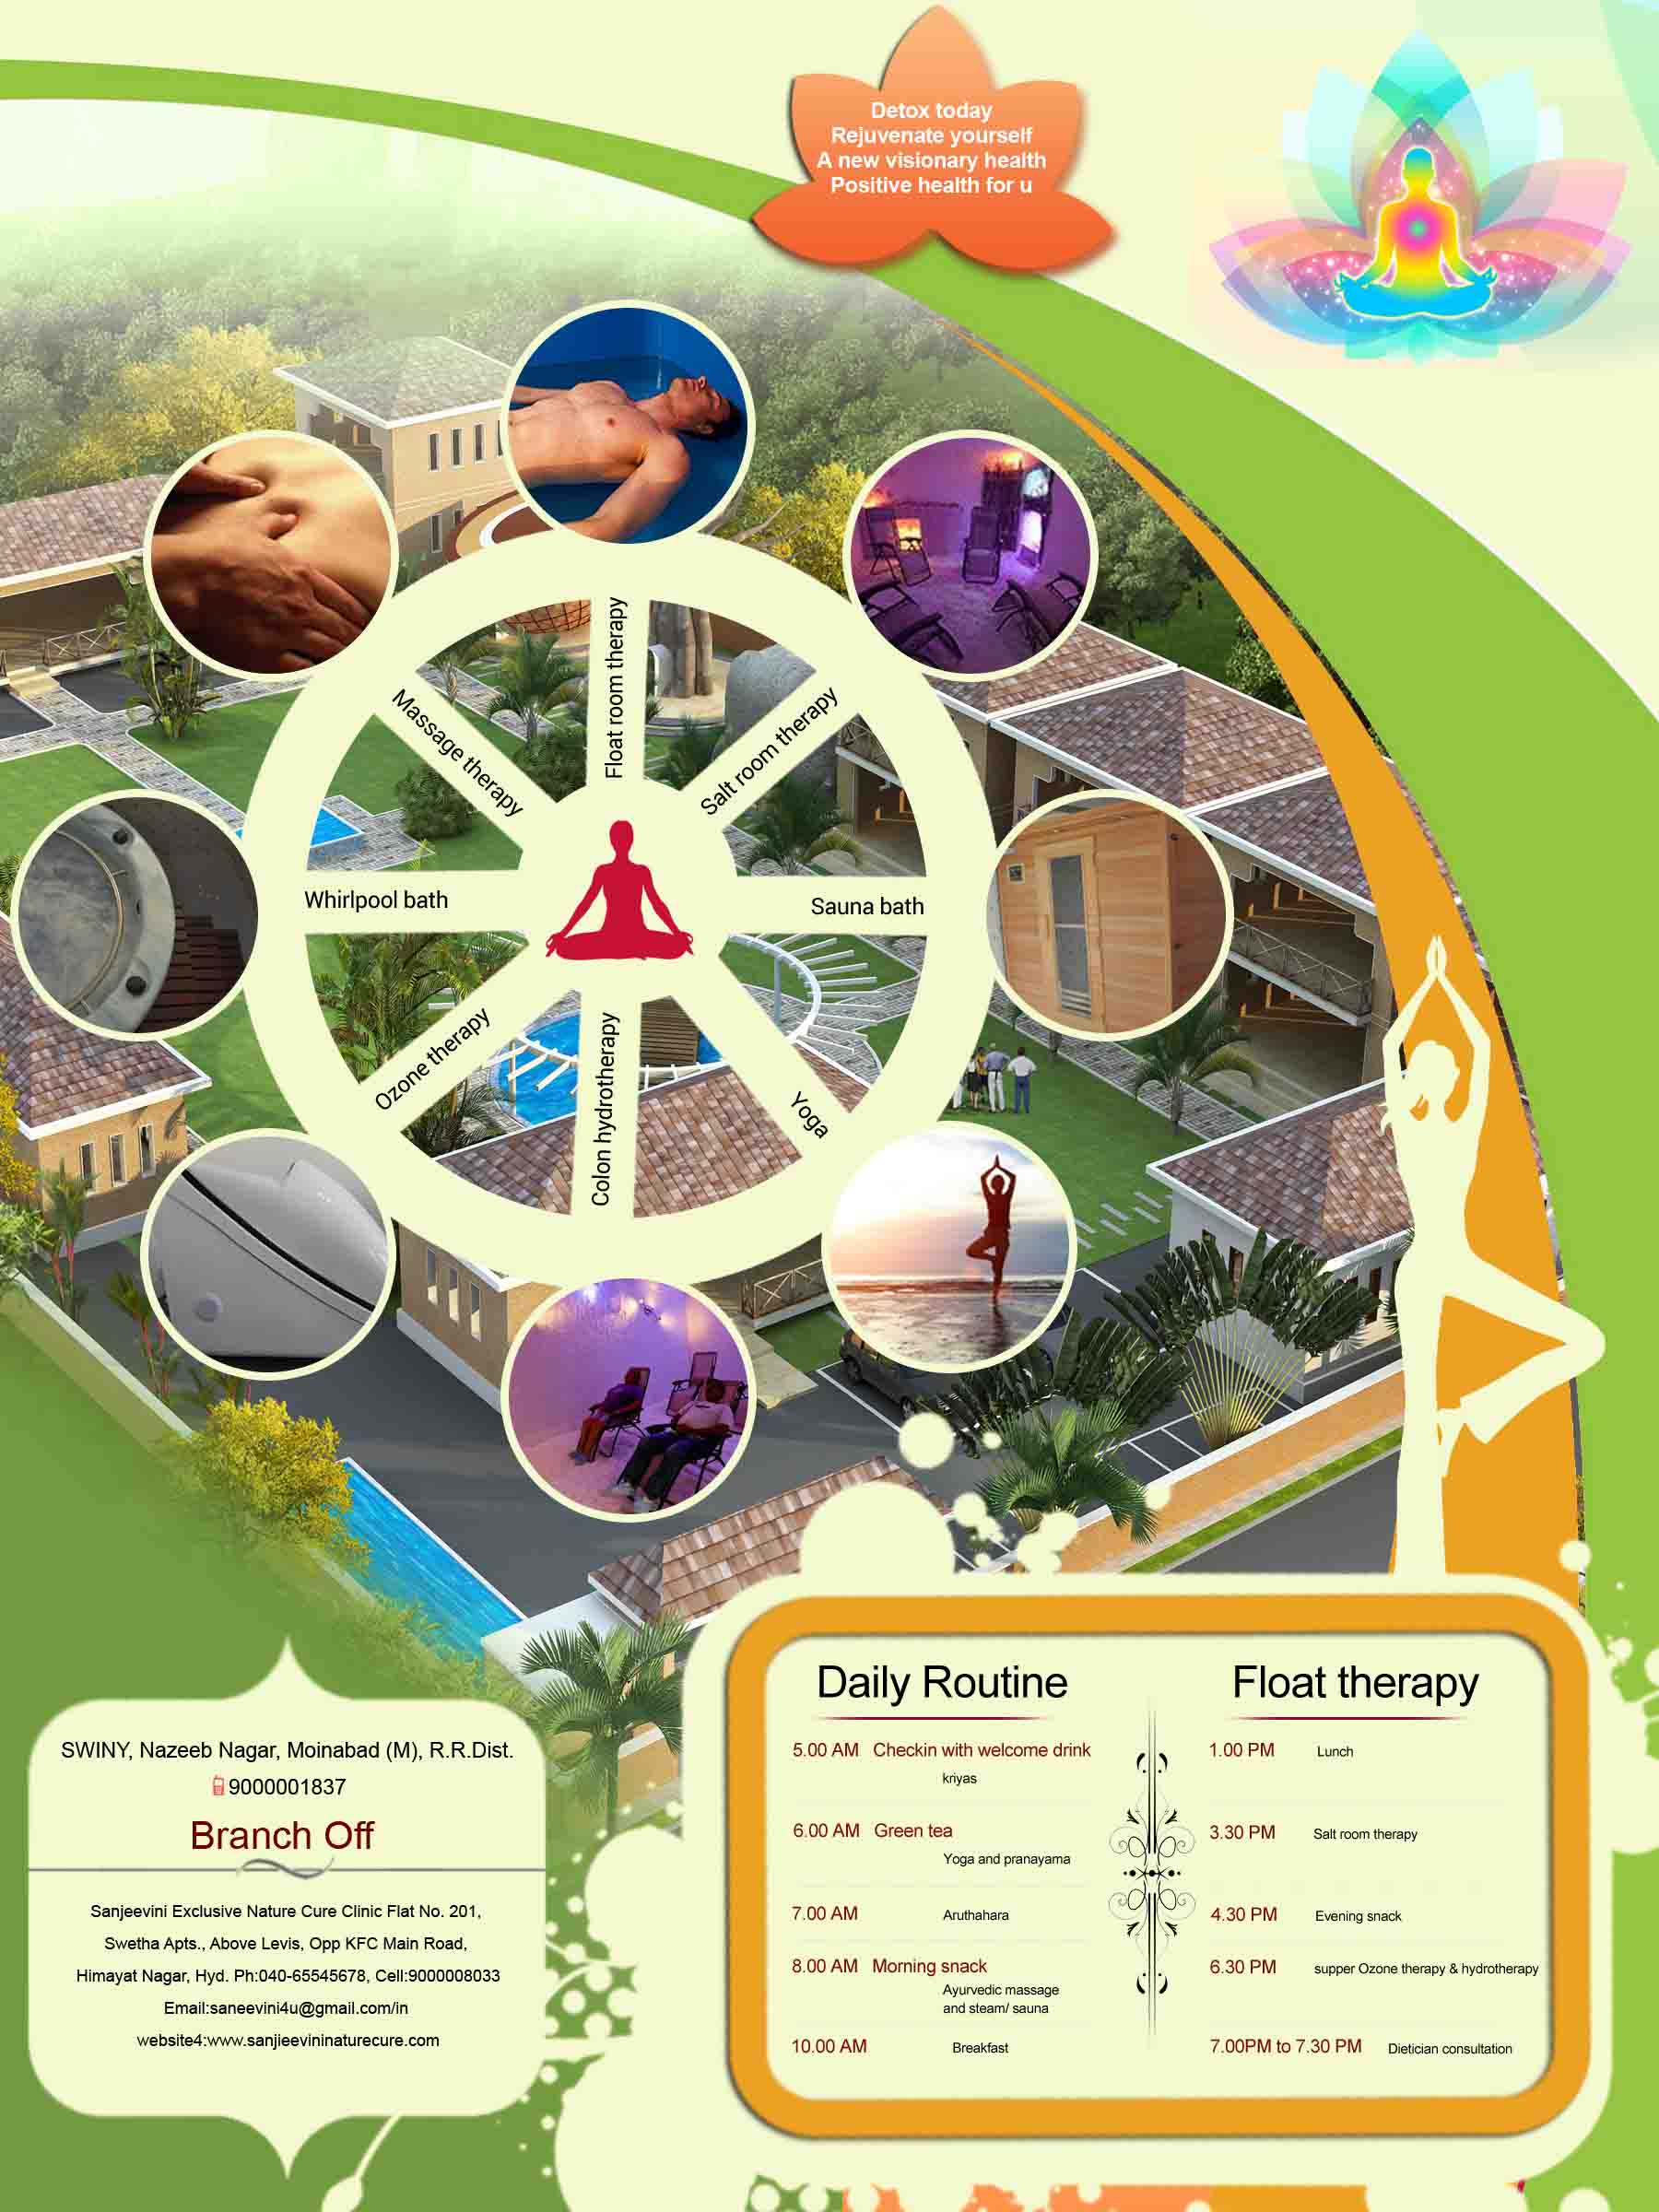 Detox today
Rejuvenate yourself
A new visionary health
Positive health for u
Float room therapy
Massage therapy
Salt room therapy
Whirlpool bath
Sauna bath
Ozone therapy
Colon hydrotherapy
Yoga
SWINY, Nazeeb Nagar, Moinabad (M), R.R.Dist.
9000001837
Branch Off
Sanjeevini Exclusive Nature Cure Clinic Flat No. 201,
Swetha Apts., Above Levis, Opp KFC Main Road,
Himayat Nagar, Hyd. Ph:040-65545678, Cell:9000008033
Email:saneevini4u@gmail.com/in
website4:www.sanjieevininaturecure.com
Daily Routine
5.00 AM Checkin with welcome drink
kriyas
6.00 AM Green tea
Yoga and pranayama
7.00 AM Aruthahara
8.00 AM Morning snack
Ayurvedic massage
and steam/ sauna
10.00 AM Breakfast
Float therapy
1.00 PM Lunch
3.30 PM Salt room therapy
4.30 PM Evening snack
6.30 PM supper Ozone therapy & hydrotherapy
7.00PM to 7.30 PM Dietician consultation